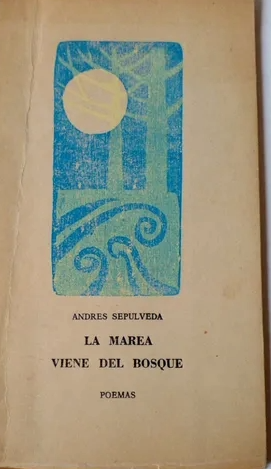 ANDRES SEPULVEDA
LA MAREA
VIENE DEL BOSQUE
POEMAS